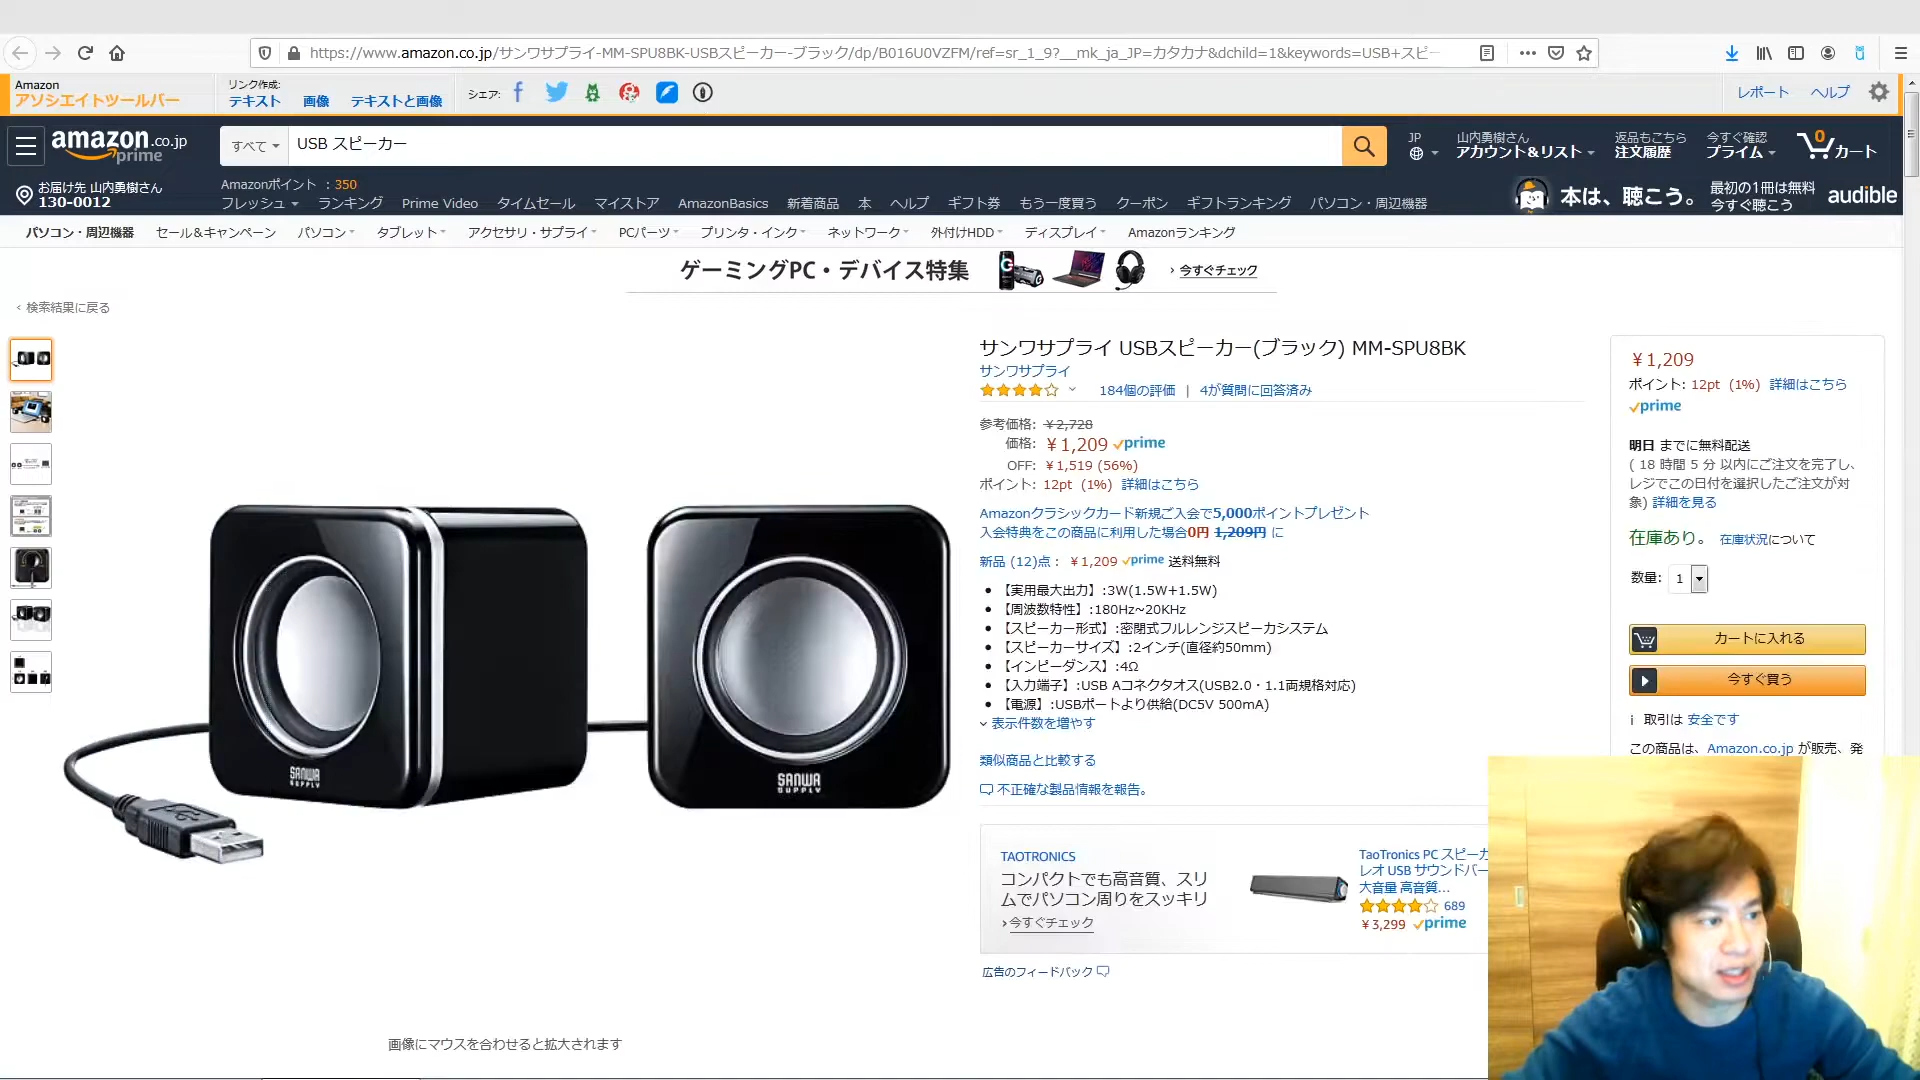 https://www.amazon.co.jp/サンワサプライ-MM-SPU8BK-USBスピーカー-ブラック/dp/B016U0VZFM/ref=sr_1_9?__mk_ja_JP=カタカナ&dchild=1&keywords=USB+スピー
Amazon
アソシエイトツールバー
リンク作成:
テキスト 画像 テキストと画像
シェア:
レポート ヘルプ
amazon.co.jp
prime
すべて
USB スピーカー
JP
山内勇樹さん
アカウント&リスト
返品もこちら
注文履歴
今すぐ確認
プライム
0
カート
お届け先 山内勇樹さん
130-0012
Amazonポイント ：350
フレッシュ ランキング Prime Video タイムセール マイストア AmazonBasics 新着商品 本 ヘルプ ギフト券 もう一度買う クーポン ギフトランキング パソコン・周辺機器
本は、聴こう。
最初の1冊は無料
今すぐ聴こう
audible
パソコン・周辺機器 セール&キャンペーン パソコン タブレット アクセサリ・サプライ PCパーツ プリンタ・インク ネットワーク 外付けHDD ディスプレイ Amazonランキング
ゲーミングPC・デバイス特集
› 今すぐチェック
‹ 検索結果に戻る
サンワサプライ USBスピーカー(ブラック) MM-SPU8BK
サンワサプライ
184個の評価 | 4が質問に回答済み
参考価格: ￥2,728
価格: ￥1,209 prime
OFF: ￥1,519 (56%)
ポイント: 12pt (1%) 詳細はこちら
Amazonクラシックカード新規ご入会で5,000ポイントプレゼント
入会特典をこの商品に利用した場合0円 1,209円 に
新品 (12)点： ￥1,209 prime 送料無料
• 【実用最大出力】:3W(1.5W+1.5W)
• 【周波数特性】:180Hz~20KHz
• 【スピーカー形式】:密閉式フルレンジスピーカシステム
• 【スピーカーサイズ】:2インチ(直径約50mm)
• 【インピーダンス】:4Ω
• 【入力端子】:USB Aコネクタオス(USB2.0・1.1両規格対応)
• 【電源】:USBポートより供給(DC5V 500mA)
表示件数を増やす
類似商品と比較する
不正確な製品情報を報告。
SANWA
SUPPLY
SANWA
SUPPLY
画像にマウスを合わせると拡大されます
TAOTRONICS
コンパクトでも高音質、スリ
ムでパソコン周りをスッキリ
› 今すぐチェック
TaoTronics PC スピーカ
レオ USB サウンドバー
大音量 高音質...
689
￥3,299 prime
広告のフィードバック
￥1,209
ポイント: 12pt (1%) 詳細はこちら
prime
明日 までに無料配送
( 18 時間 5 分 以内にご注文を完了し、
レジでこの日付を選択したご注文が対
象) 詳細を見る
在庫あり。 在庫状況について
数量: 1
カートに入れる
今すぐ買う
取引は 安全です
この商品は、Amazon.co.jp が販売、発